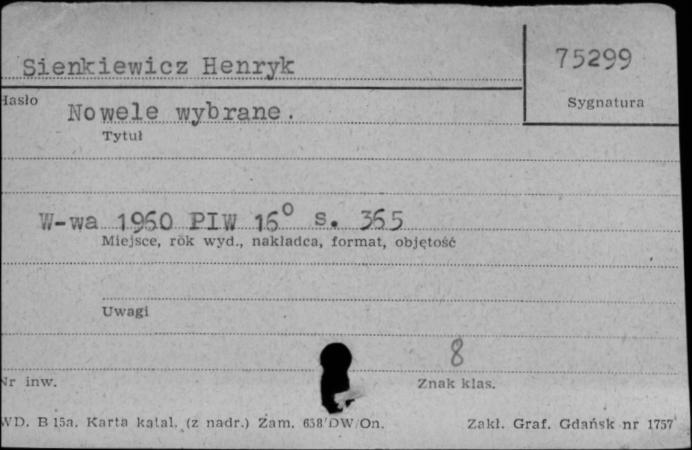 Sienkiewicz Henryk
75299
Hasło
Sygnatura
Nowele wybrane.
Tytuł
W-wa 1960 PIW 16° s. 365
Miejsce, rok wyd., nakładca, format, objętość
Uwagi
8
Nr inw.
Znak klas.
WD. B 15a. Karta katal. (z nadr.) Zam. 638/DW/On.
Zakł. Graf. Gdańsk nr 1757